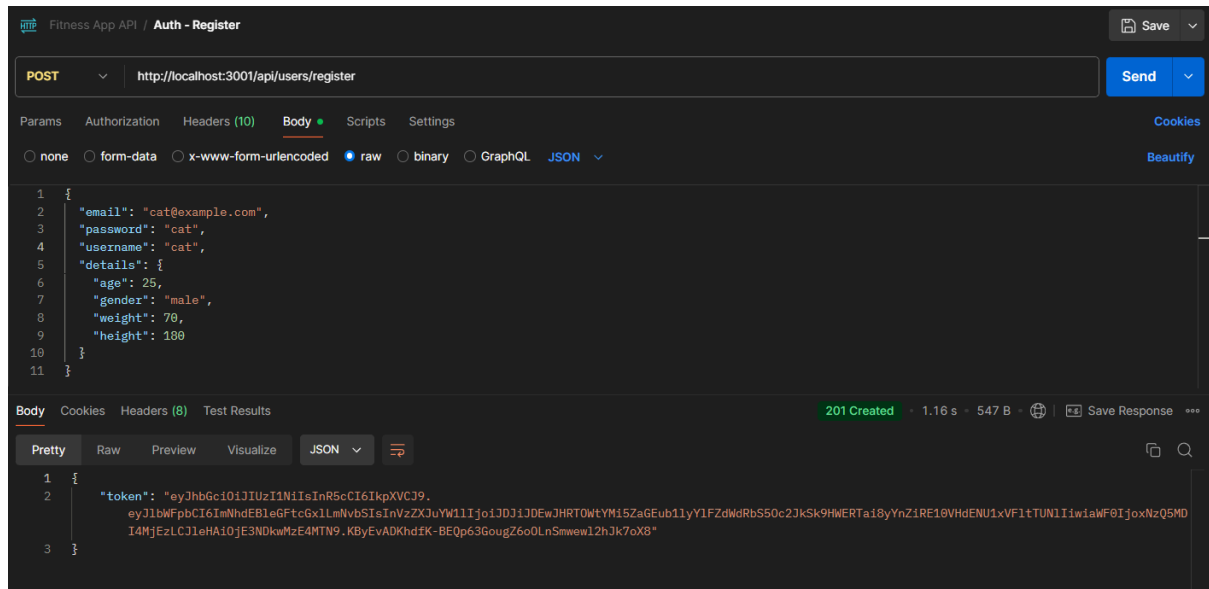 HTTP Fitness App API / Auth - Register
Save
POST http://localhost:3001/api/users/register Send
Params Authorization Headers (10) Body Scripts Settings Cookies
none form-data x-www-form-urlencoded raw binary GraphQL JSON Beautify
1 {
2 "email": "cat@example.com",
3 "password": "cat",
4 "username": "cat",
5 "details": {
6 "age": 25,
7 "gender": "male",
8 "weight": 70,
9 "height": 180
10 }
11 }
Body Cookies Headers (8) Test Results 201 Created 1.16 s 547 B e.g. Save Response
Pretty Raw Preview Visualize JSON
1 {
2 "token": "eyJhbGciOiJIUzI1NiIsInR5cCI6IkpXVCJ9.
3 }